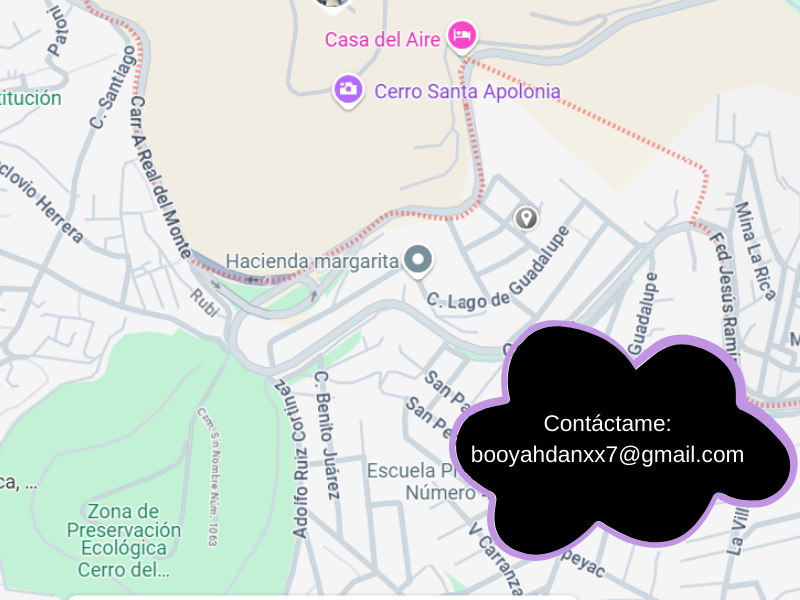 Patoni
Casa del Aire
C. Santiago
Cerro Santa Apolonia
titución
Carr A Real del Monte
clovio Herrera
Hacienda margarita
C. Lago de Guadalupe
Mina La Rica
Fcd Jesús Ramí
Guadalupe
Rubí
San Pa
San Pe
C. Benito Juárez
Adolfo Ruiz Cortinez
Cam. Sin Nombre Núm. 1063
Contáctame:
booyahdanxx7@gmail.com
Escuela Pr
Número
ca, ...
Zona de
Preservación
Ecológica
Cerro del...
V Carranza
peyac
La Vill